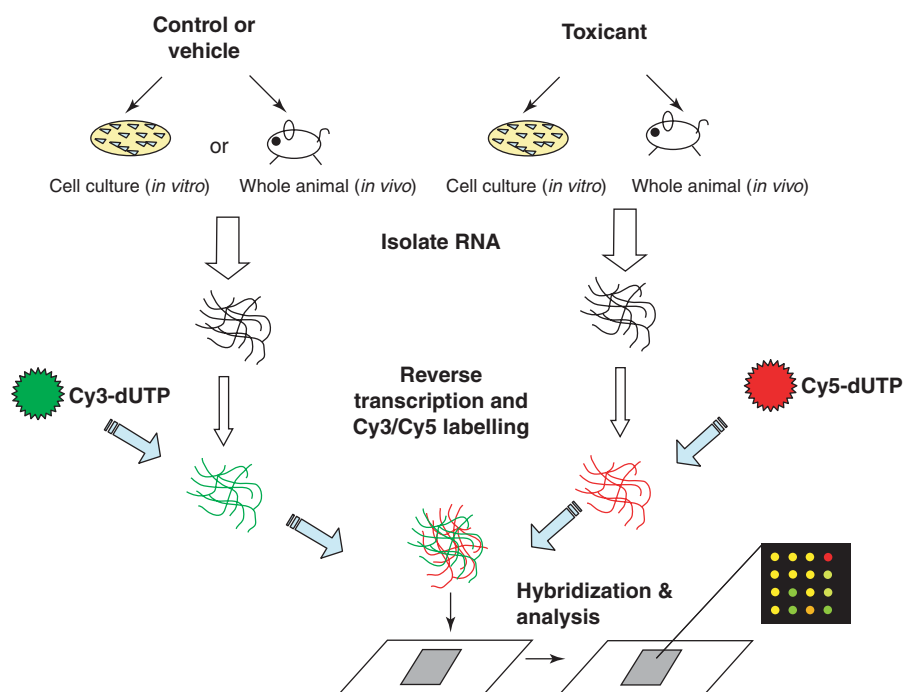 Control or
vehicle
Toxicant
or
Cell culture (in vitro)
Whole animal (in vivo)
Cell culture (in vitro)
Whole animal (in vivo)
Isolate RNA
Cy3-dUTP
Reverse
transcription and
Cy3/Cy5 labelling
Cy5-dUTP
Hybridization &
analysis